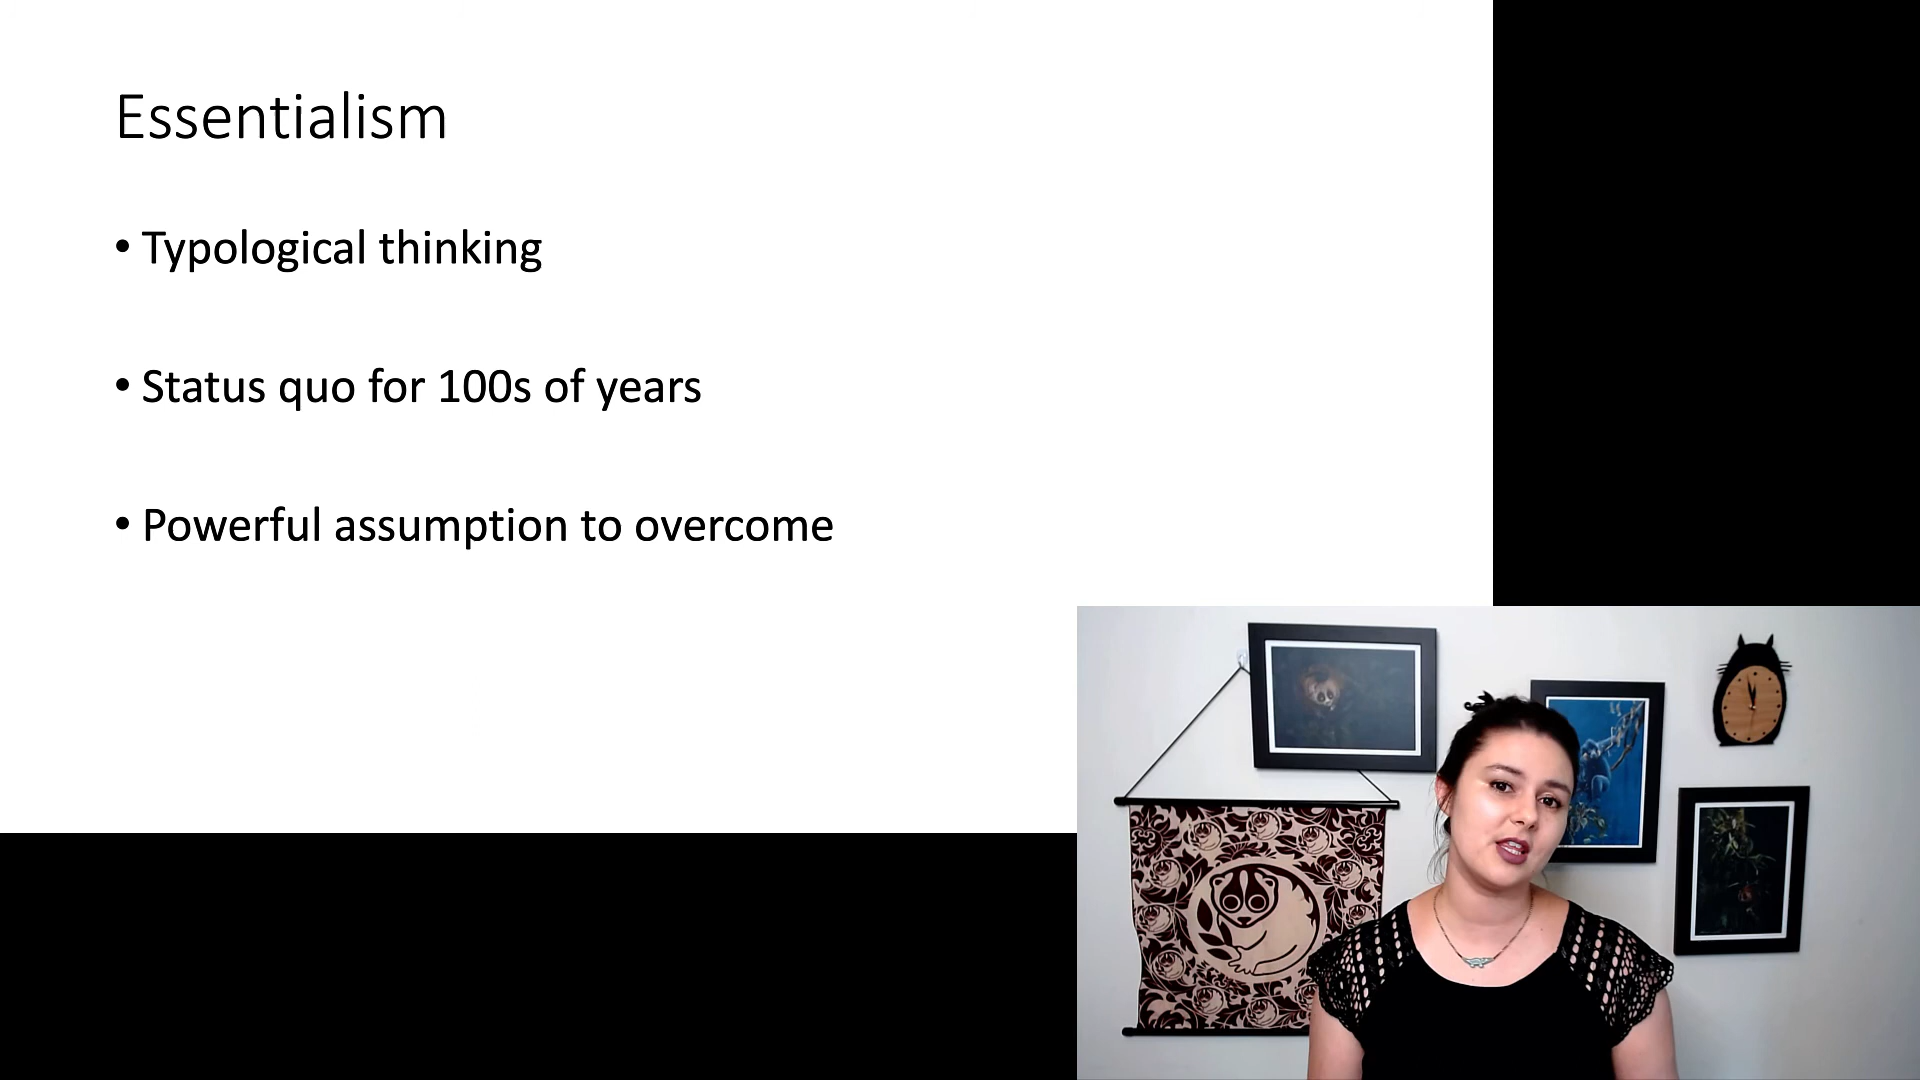 Essentialism
• Typological thinking
• Status quo for 100s of years
• Powerful assumption to overcome